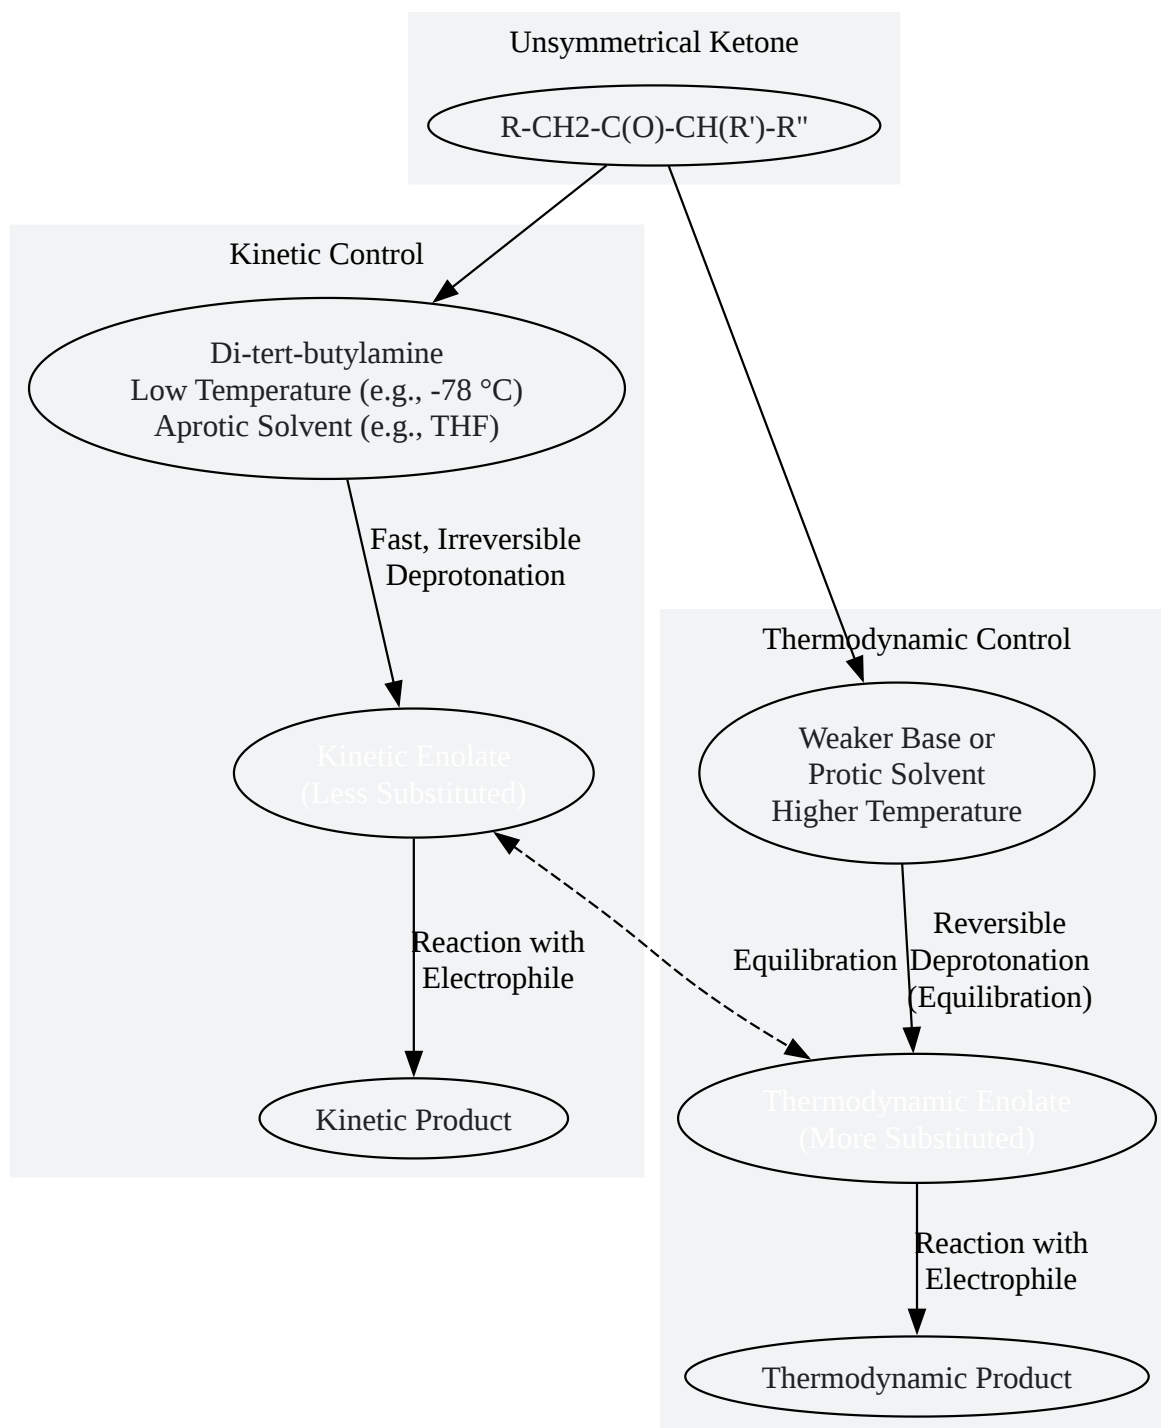 Unsymmetrical Ketone
R-CH2-C(O)-CH(R')-R"
Kinetic Control
Di-tert-butylamine
Low Temperature (e.g., -78 °C)
Aprotic Solvent (e.g., THF)
Fast, Irreversible
Deprotonation
Thermodynamic Control
Kinetic Enolate
(Less Substituted)
Weaker Base or
Protic Solvent
Higher Temperature
Reaction with
Electrophile
Equilibration
Reversible
Deprotonation
(Equilibration)
Kinetic Product
Thermodynamic Enolate
(More Substituted)
Reaction with
Electrophile
Thermodynamic Product